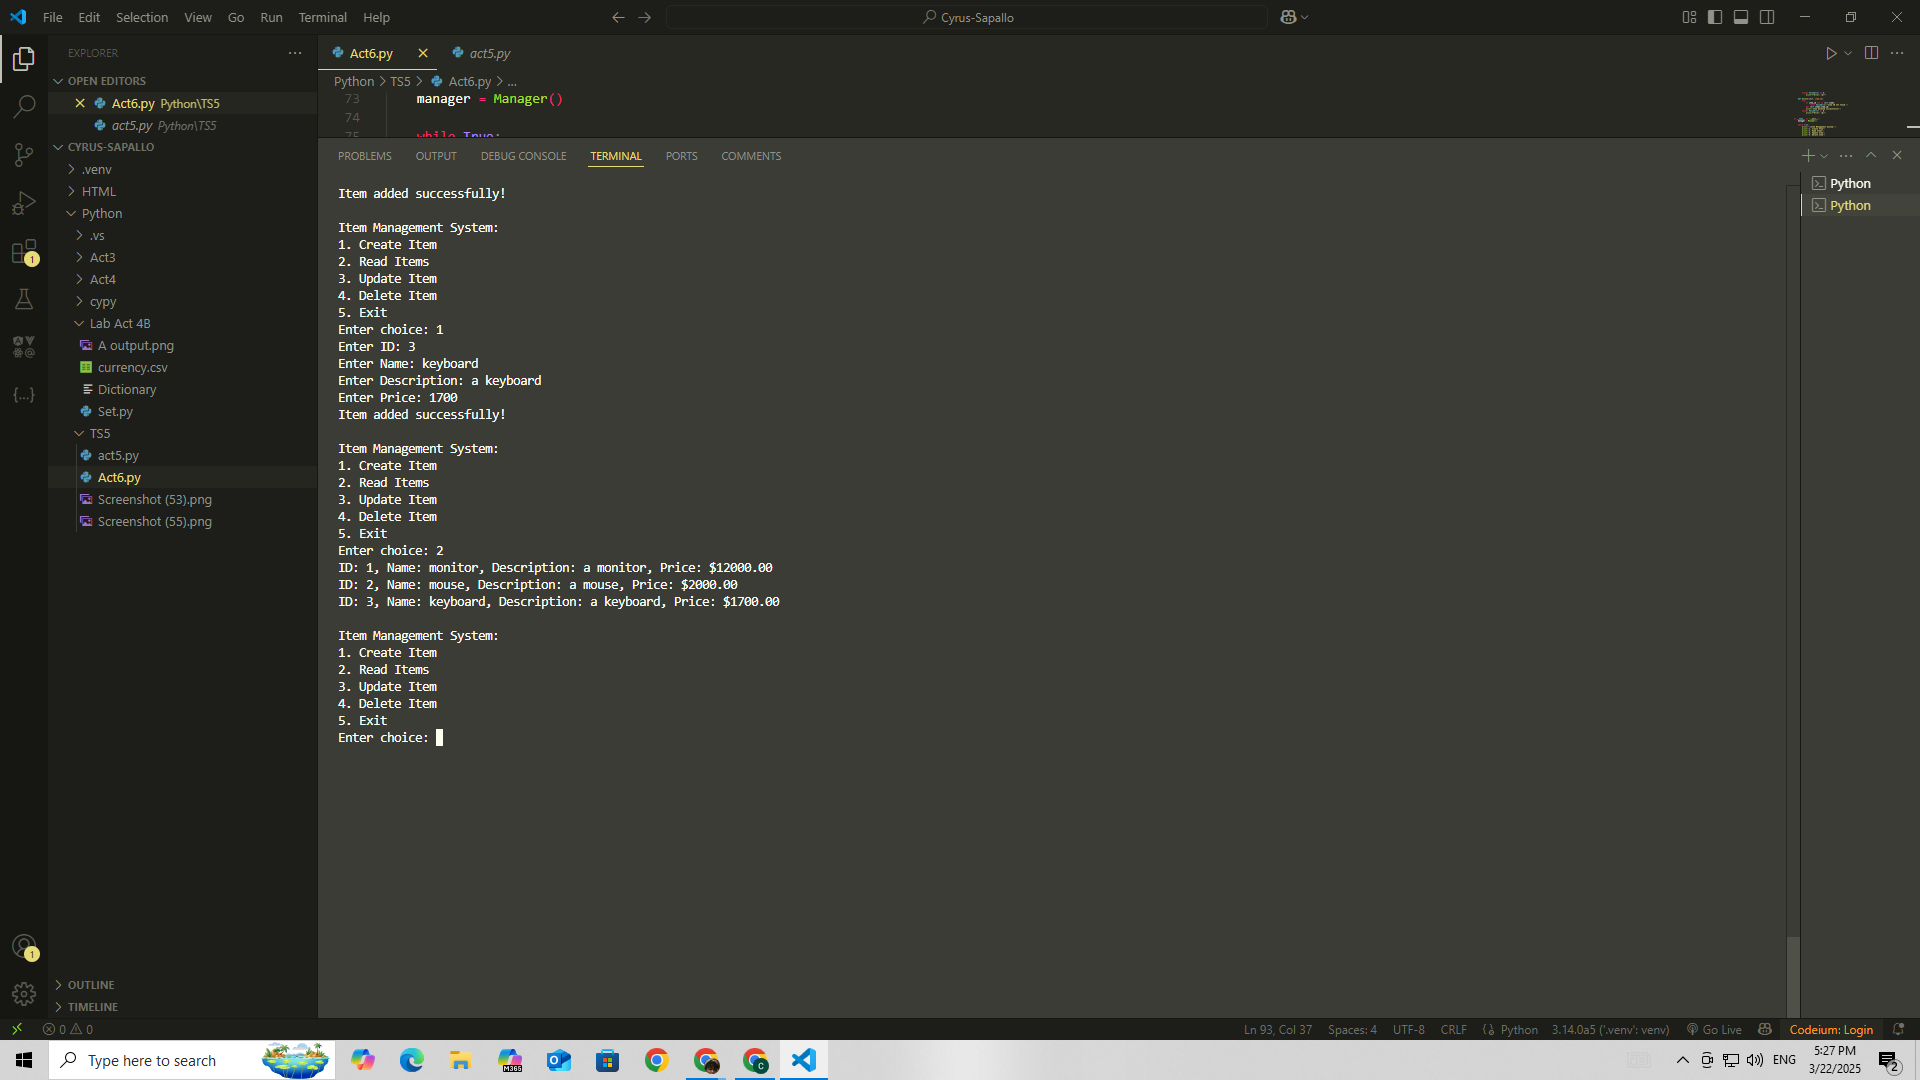 File Edit Selection View Go Run Terminal Help
Cyrus-Sapallo
EXPLORER
OPEN EDITORS
Act6.py Python\TS5
act5.py Python\TS5
CYRUS-SAPALLO
.venv
HTML
Python
.vs
Act3
Act4
cypy
Lab Act 4B
A output.png
currency.csv
Dictionary
Set.py
TS5
act5.py
Act6.py
Screenshot (53).png
Screenshot (55).png
OUTLINE
TIMELINE
1
1
Act6.py
act5.py
Python > TS5 > Act6.py > ...
73 manager = Manager()
74
75 while True:
PROBLEMS OUTPUT DEBUG CONSOLE TERMINAL PORTS COMMENTS
Item added successfully!
Item Management System:
1. Create Item
2. Read Items
3. Update Item
4. Delete Item
5. Exit
Enter choice: 1
Enter ID: 3
Enter Name: keyboard
Enter Description: a keyboard
Enter Price: 1700
Item added successfully!
Item Management System:
1. Create Item
2. Read Items
3. Update Item
4. Delete Item
5. Exit
Enter choice: 2
ID: 1, Name: monitor, Description: a monitor, Price: $12000.00
ID: 2, Name: mouse, Description: a mouse, Price: $2000.00
ID: 3, Name: keyboard, Description: a keyboard, Price: $1700.00
Item Management System:
1. Create Item
2. Read Items
3. Update Item
4. Delete Item
5. Exit
Enter choice:
Python
Python
0 0
Ln 93, Col 37 Spaces: 4 UTF-8 CRLF Python 3.14.0a5 ('.venv': venv) Go Live Codeium: Login
Type here to search
M365
C
ENG
5:27 PM
3/22/2025
2